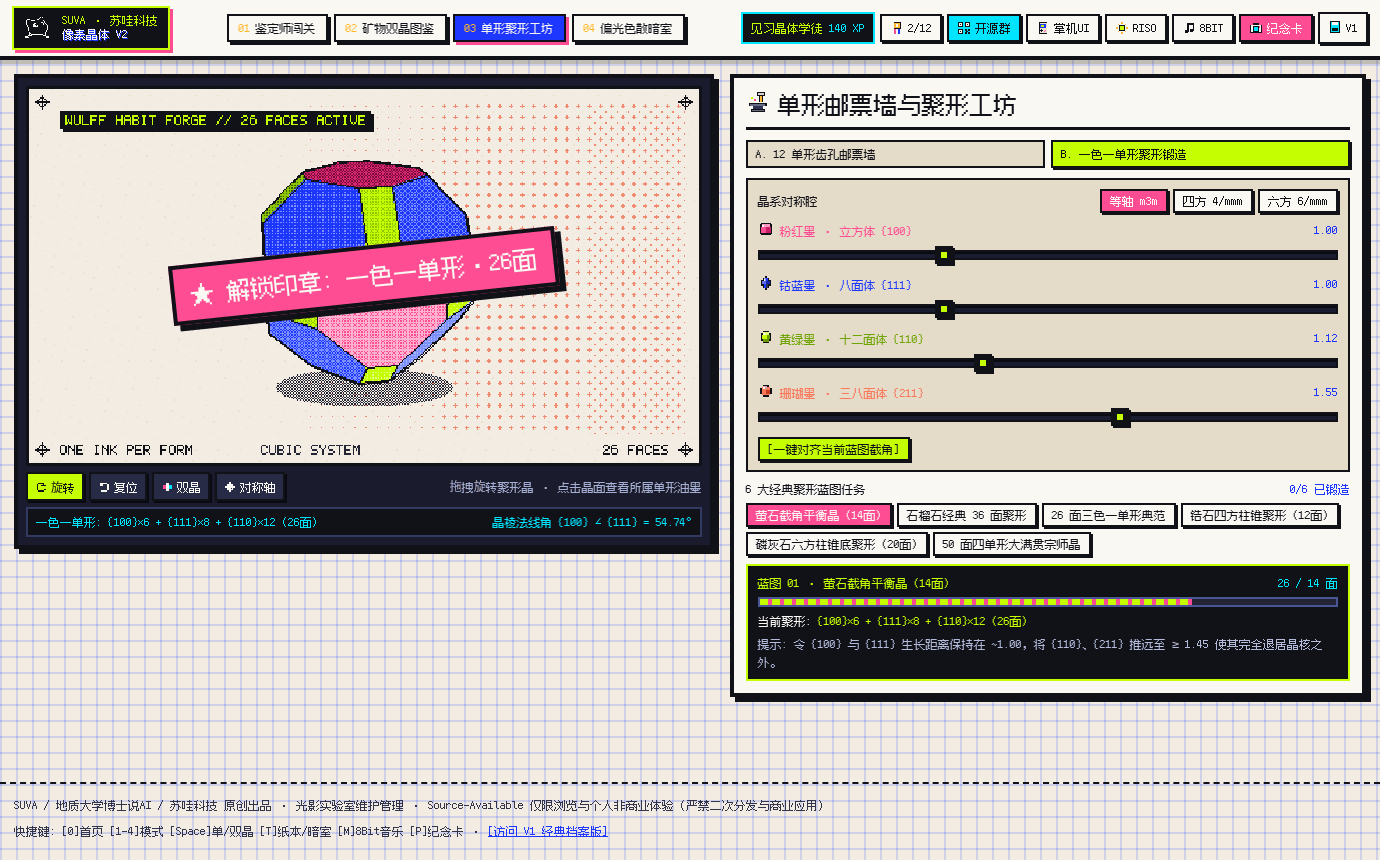 SUVA · 苏哇科技
像素晶体 V2
01 鉴定师闯关
02 矿物双晶图鉴
03 单形聚形工坊
04 偏光色散暗室
见习晶体学徒 140 XP
2/12
开源群
掌机UI
RISO
8BIT
纪念卡
V1
WULFF HABIT FORGE // 26 FACES ACTIVE
★ 解锁印章: 一色一单形·26面
ONE INK PER FORM
CUBIC SYSTEM
26 FACES
旋转
复位
双晶
对称轴
拖拽旋转聚形晶 · 点击晶面查看所属单形油墨
一色一单形: {100}×6 + {111}×8 + {110}×12 (26面)
晶棱法线角 {100} ∠ {111} = 54.74°
单形邮票墙与聚形工坊
A. 12 单形齿孔邮票墙
B. 一色一单形聚形锻造
晶系对称腔
等轴 m3m
四方 4/mmm
六方 6/mmm
粉红墨 · 立方体 {100}
1.00
钴蓝墨 · 八面体 {111}
1.00
黄绿墨 · 十二面体 {110}
1.12
珊瑚墨 · 三八面体 {211}
1.55
[一键对齐当前蓝图截角]
6 大经典聚形蓝图任务
0/6 已锻造
萤石截角平衡晶 (14面)
石榴石经典 36 面聚形
26 面三色一单形典范
锆石四方柱锥聚形 (12面)
磷灰石六方柱锥底聚形 (20面)
50 面四单形大满贯宗师晶
蓝图 01 · 萤石截角平衡晶 (14面)
26 / 14 面
当前聚形: {100}×6 + {111}×8 + {110}×12 (26面)
提示: 令 {100} 与 {111} 生长距离保持在 ~1.00, 将 {110}、{211} 推远至 ≥ 1.45 使其完全退居晶核之
外。
SUVA / 地质大学博士说AI / 苏哇科技 原创出品 · 光影实验室维护管理 · Source-Available 仅限浏览与个人非商业体验 (严禁二次分发与商业应用)
快捷键: [0]首页 [1-4]模式 [Space]单/双晶 [T]纸本/暗室 [M]8Bit音乐 [P]纪念卡 · [访问 V1 经典档案版]